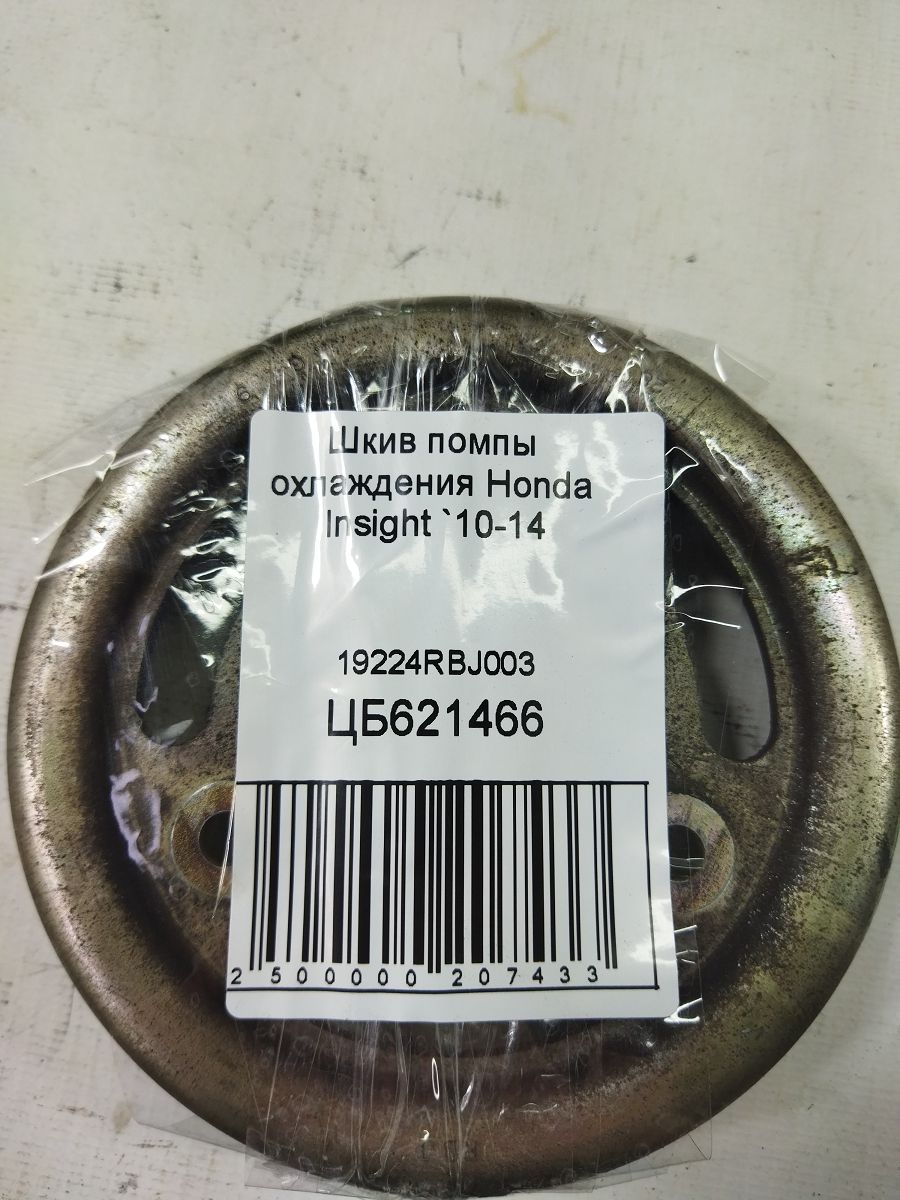 Шкив помпы
охлаждения Honda
Insight `10-14
19224RBJ003
ЦБ621466
2 500000 207433